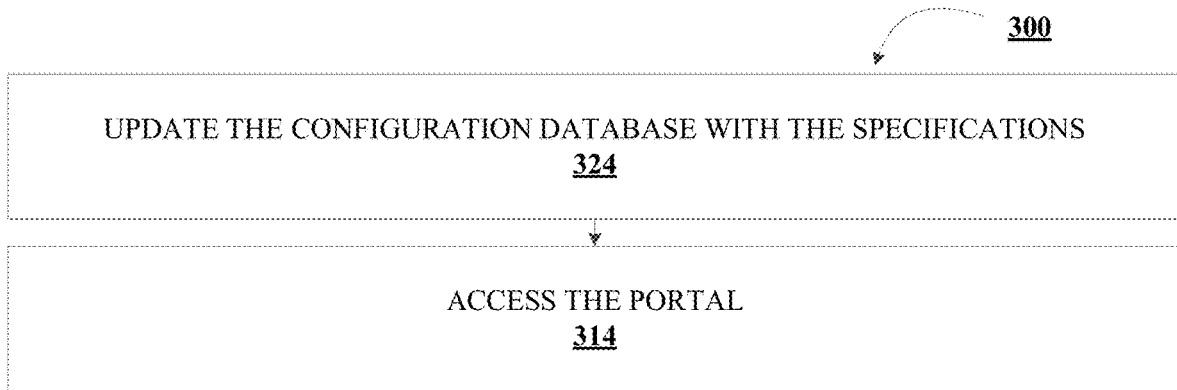 300
UPDATE THE CONFIGURATION DATABASE WITH THE SPECIFICATIONS
324
ACCESS THE PORTAL
314